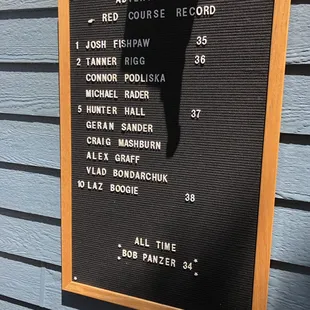 RED COURSE RECORD
1 JOSH FISHPAW 35
2 TANNER RIGG 36
CONNOR PODLISKA
MICHAEL RADER
5 HUNTER HALL 37
GERAN SANDER
CRAIG MASHBURN
ALEX GRAFF
VLAD BONDARCHUK
10 LAZ BOOGIE 38
ALL TIME
BOB PANZER 34